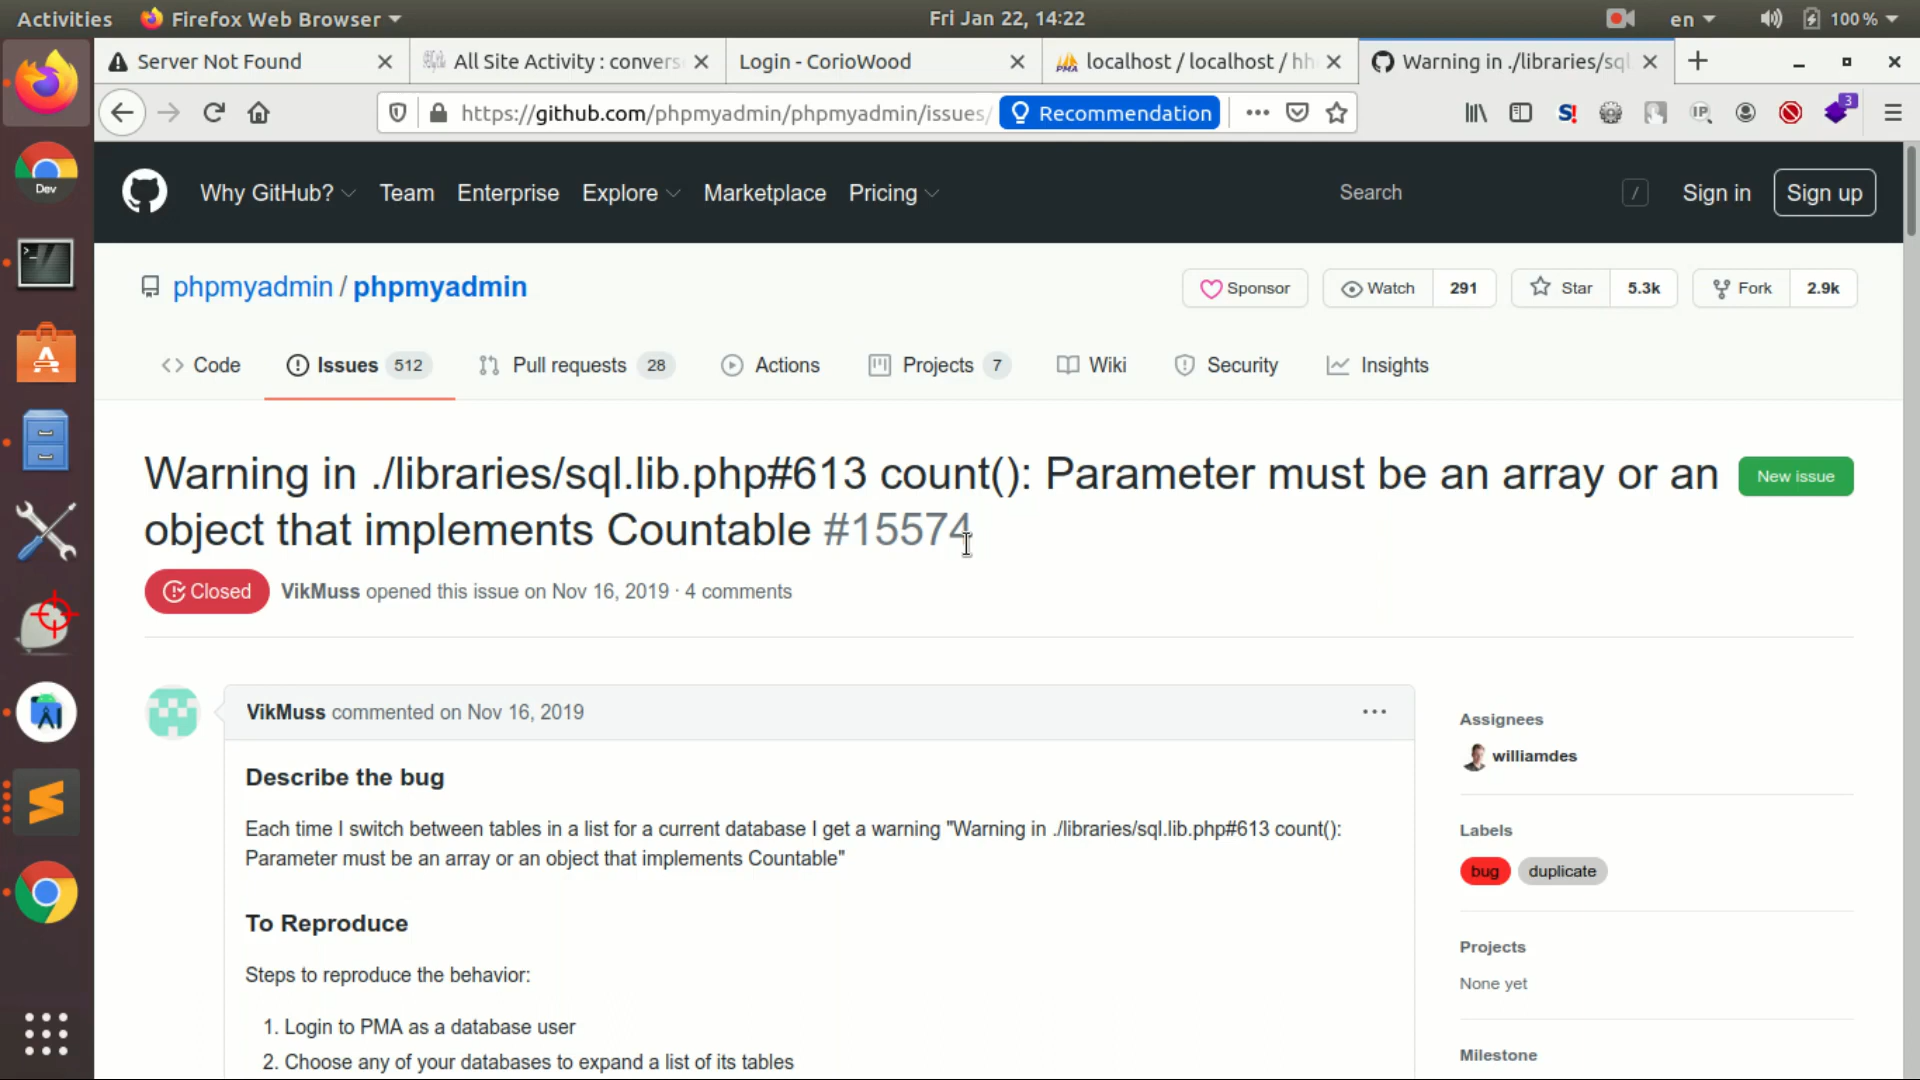 Activities Firefox Web Browser Fri Jan 22, 14:22 en 100 %
Server Not Found All Site Activity : convers Login - CorioWood localhost / localhost / hh Warning in ./libraries/sql
https://github.com/phpmyadmin/phpmyadmin/issues/ Recommendation S! IP 3
Dev
Why GitHub? Team Enterprise Explore Marketplace Pricing Search / Sign in Sign up
phpmyadmin / phpmyadmin Sponsor Watch 291 Star 5.3k Fork 2.9k
Code Issues 512 Pull requests 28 Actions Projects 7 Wiki Security Insights
Warning in ./libraries/sql.lib.php#613 count(): Parameter must be an array or an New issue
object that implements Countable #15574
Closed VikMuss opened this issue on Nov 16, 2019 · 4 comments
VikMuss commented on Nov 16, 2019
Assignees
williamdes
Describe the bug
Each time I switch between tables in a list for a current database I get a warning "Warning in ./libraries/sql.lib.php#613 count():
Parameter must be an array or an object that implements Countable"
Labels
bug duplicate
To Reproduce
Steps to reproduce the behavior:
Projects
None yet
1. Login to PMA as a database user
2. Choose any of your databases to expand a list of its tables
Milestone